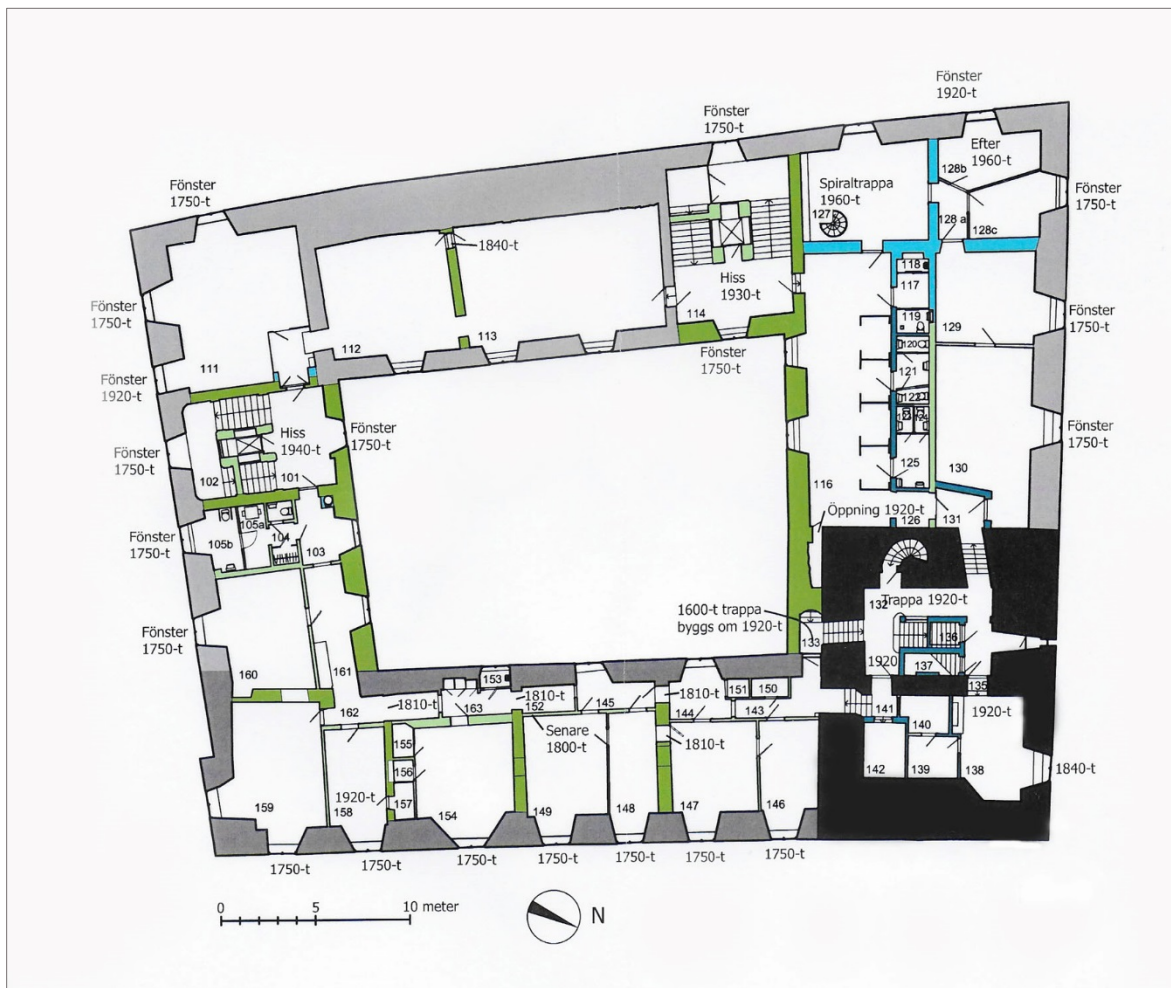 Fönster
1920-t
Fönster
1750-t
Efter
1960-t
128b
Fönster
1750-t
Fönster
1750-t
Spiraltrappa
1960-t
127
128 a
128c
1840-t
118
117
Hiss
1930-t
114
119
129
Fönster
1750-t
Fönster
1750-t
112
113
120
121
111
Fönster
1750-t
Fönster
1920-t
122
Hiss
1940-t
Fönster
1750-t
Fönster
1750-t
Fönster
1750-t
102
101
116
125
130
105a
Öppning 1920-t
126
131
104
105b
103
Fönster
1750-t
132
Trappa 1920-t
1600-t trappa
byggs om 1920-t
133
136
Fönster
1750-t
160
161
1920
137
135
153
162
1810-t
163
1810-t
152
145
1810-t
144
151
150
143
141
140
1920-t
Senare
1800-t
1810-t
155
156
157
1920-t
159
158
154
149
148
147
146
142
139
138
1840-t
1750-t
1750-t
1750-t
1750-t
1750-t
1750-t
1750-t
0
5
10 meter
N